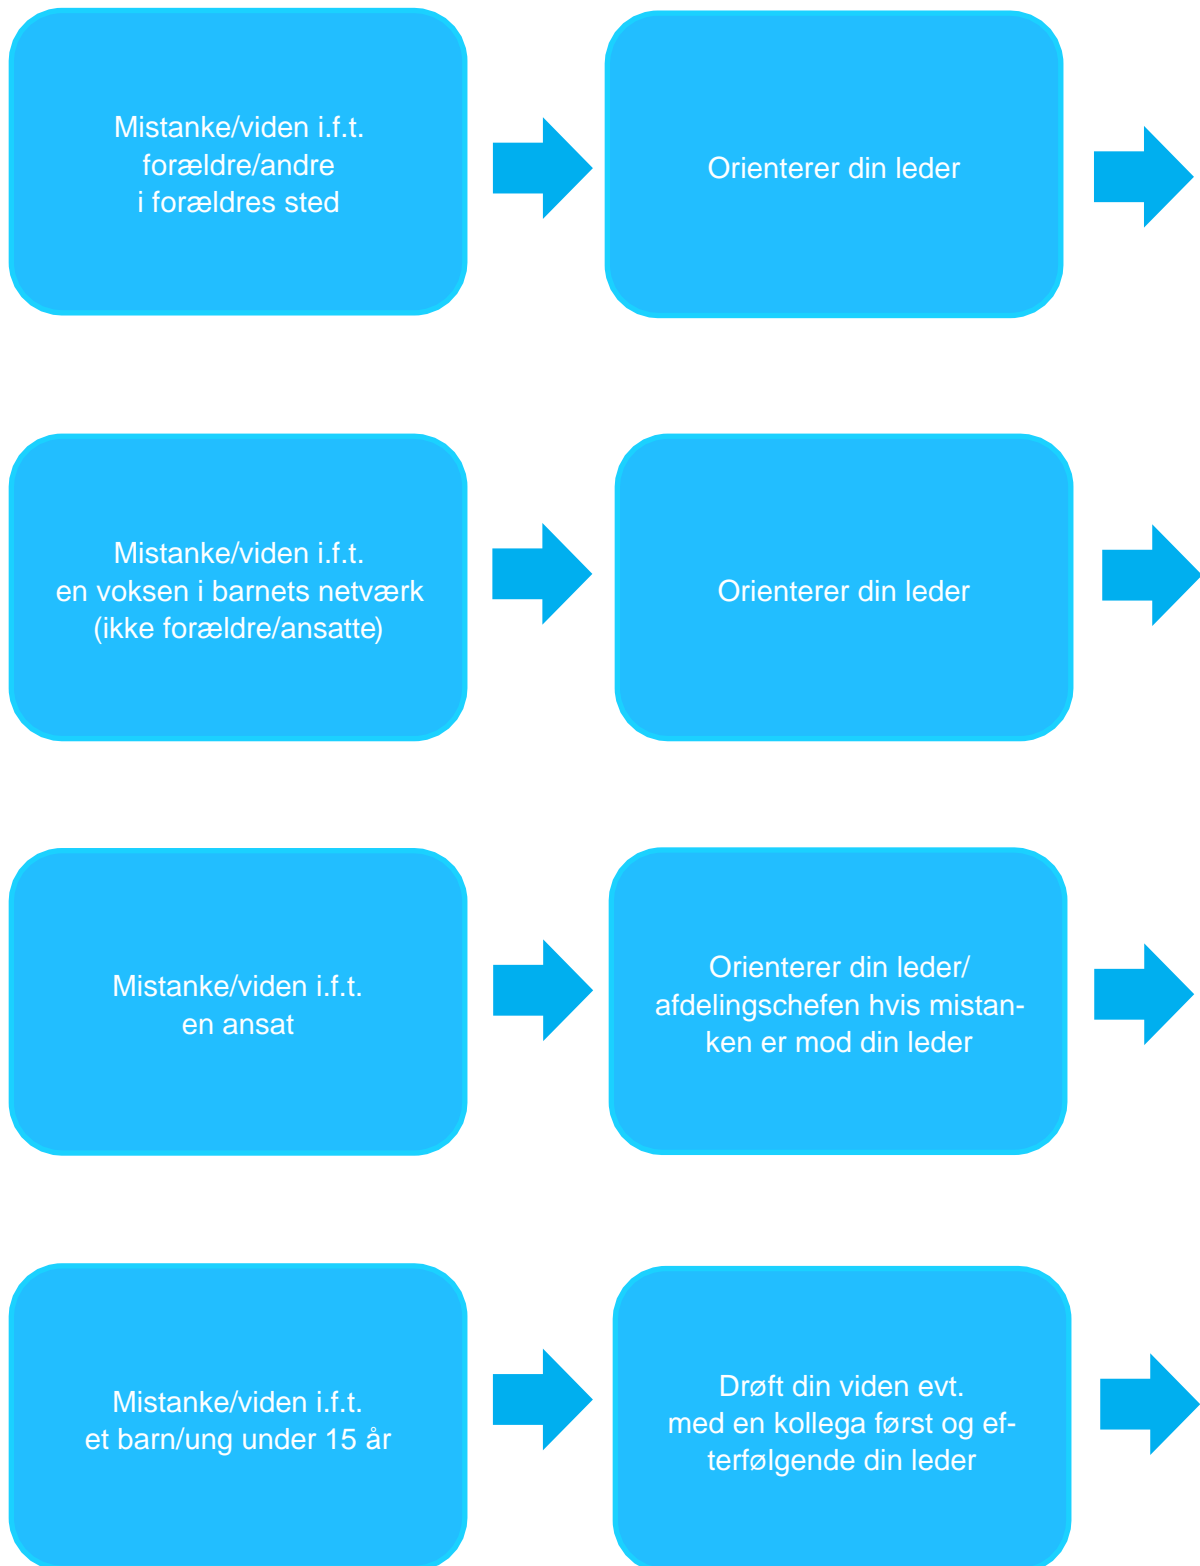 Mistanke/viden i.f.t.
forældre/andre
i forældres sted
Orienterer din leder
Mistanke/viden i.f.t.
en voksen i barnets netværk
(ikke forældre/ansatte)
Orienterer din leder
Mistanke/viden i.f.t.
en ansat
Orienterer din leder/
afdelingschefen hvis mistan-
ken er mod din leder
Mistanke/viden i.f.t.
et barn/ung under 15 år
Drøft din viden evt.
med en kollega først og ef-
terfølgende din leder